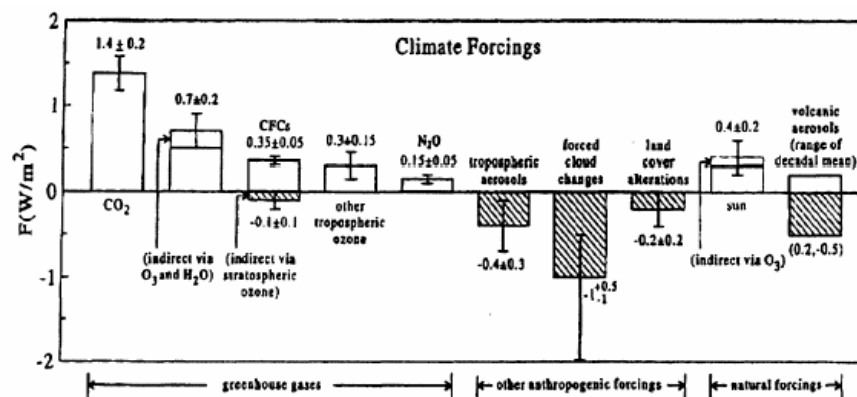 Climate Forcings
F(W/m²)
2
1
0
-1
-2
1.4 ± 0.2
CO₂
0.7±0.2
(indirect via
O₃ and H₂O)
CFCs
0.35±0.05
-0.1±0.1
(indirect via
stratospheric
ozone)
0.3±0.15
other
tropospheric
ozone
N₂O
0.15±0.05
tropospheric
aerosols
-0.4±0.3
forced
cloud
changes
-1+0.5-1
land
cover
alterations
-0.2±0.2
0.4±0.2
sun
(indirect via O₃)
volcanic
aerosols
(range of
decadal mean)
(0.2,-0.5)
greenhouse gases
other anthropogenic forcings
natural forcings